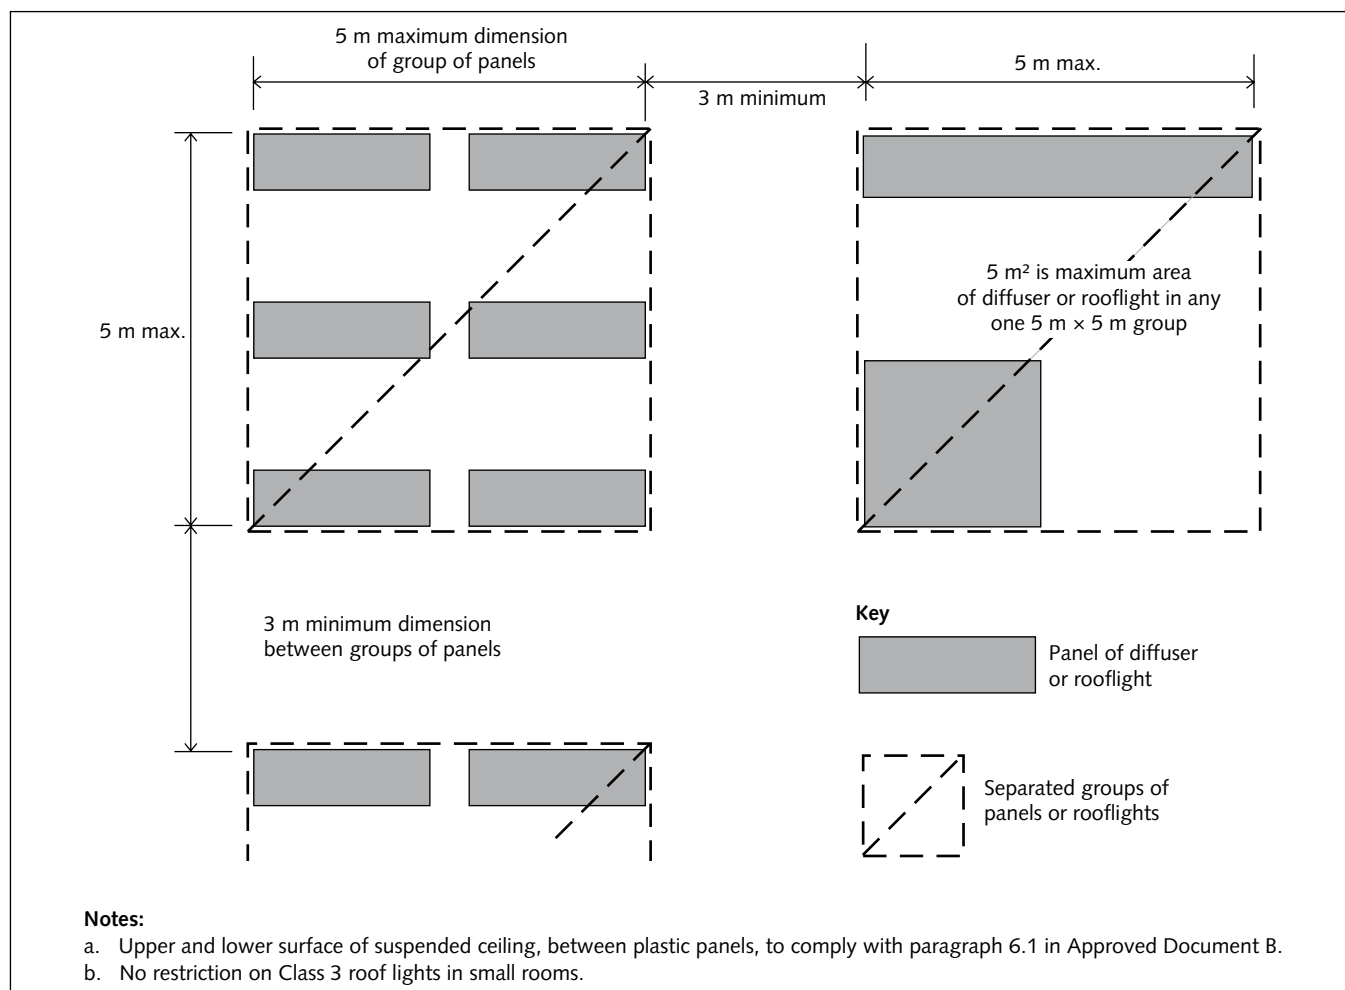 5 m maximum dimension
of group of panels
5 m max.
3 m minimum
5 m² is maximum area
of diffuser or rooflight in any
one 5 m × 5 m group
5 m max.
3 m minimum dimension
between groups of panels
Key
Panel of diffuser
or rooflight
Separated groups of
panels or rooflights
Notes:
a. Upper and lower surface of suspended ceiling, between plastic panels, to comply with paragraph 6.1 in Approved Document B.
b. No restriction on Class 3 roof lights in small rooms.